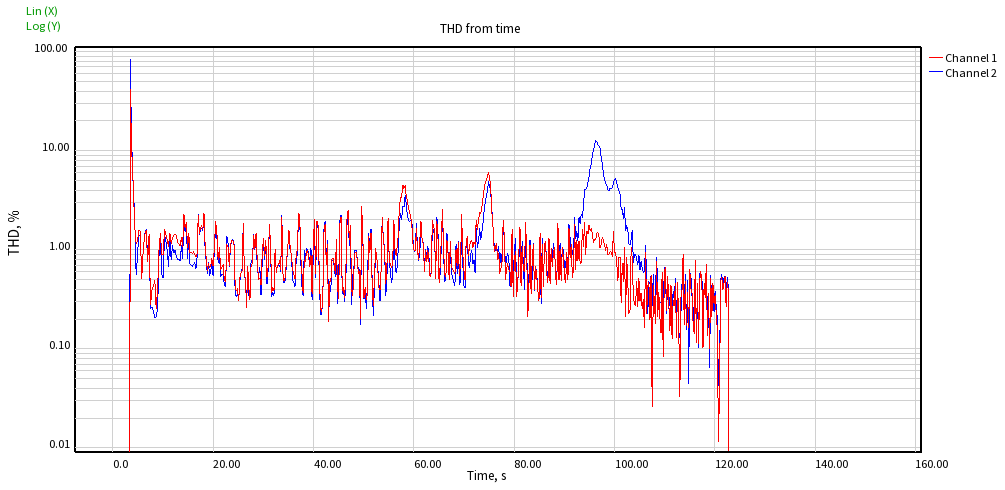 Lin (X)
Log (Y)
THD from time
Channel 1
Channel 2
THD, %
100.00
10.00
1.00
0.10
0.01
0.0
20.00
40.00
60.00
80.00
100.00
120.00
140.00
160.00
Time, s